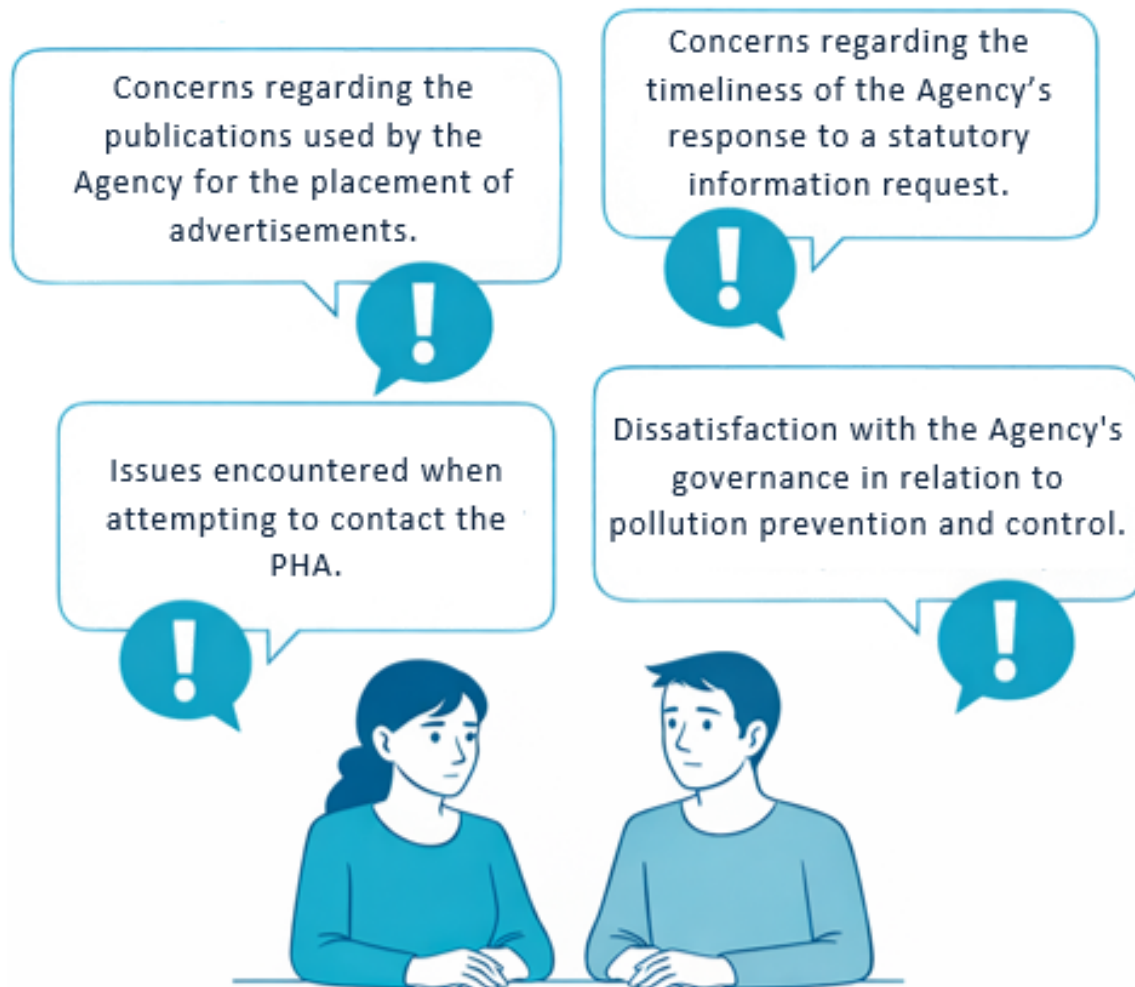 Concerns regarding the
publications used by the
Agency for the placement of
advertisements.
Concerns regarding the
timeliness of the Agency’s
response to a statutory
information request.
Issues encountered when
attempting to contact the
PHA.
Dissatisfaction with the Agency's
governance in relation to
pollution prevention and control.